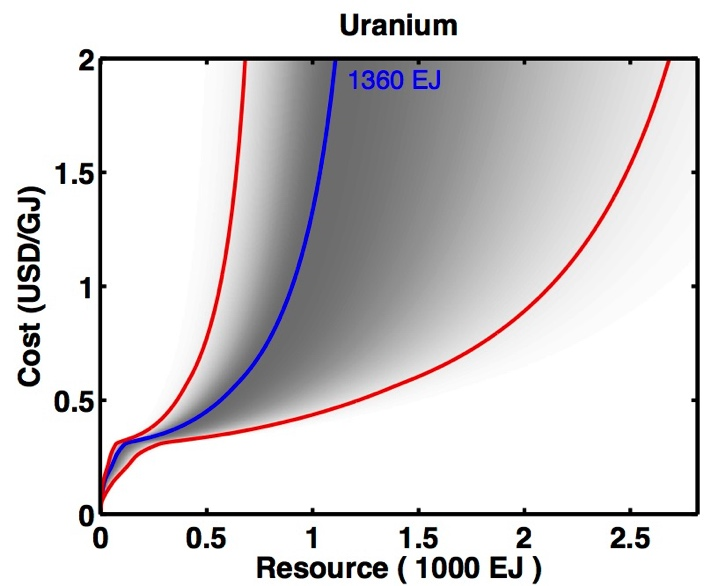 Uranium
2
1360 EJ
1.5
1
0.5
0
Cost (USD/GJ)
0 0.5 1 1.5 2 2.5
Resource ( 1000 EJ )